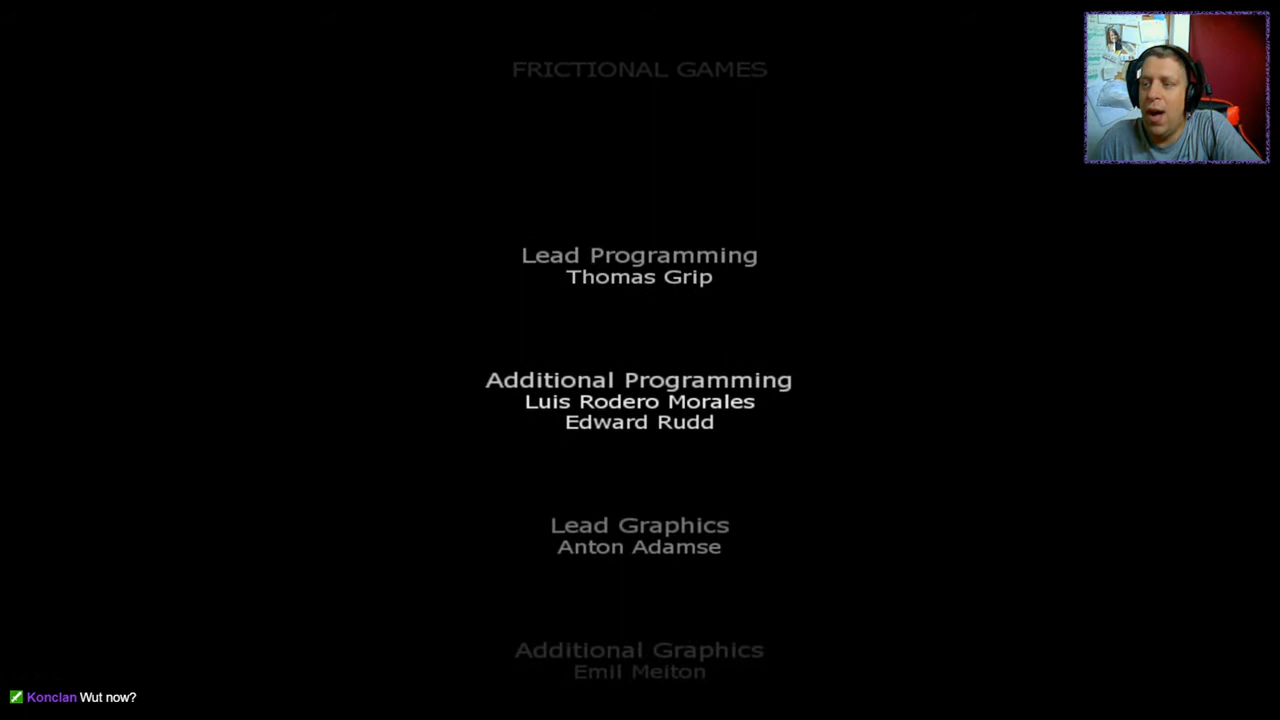 FRICTIONAL GAMES
Lead Programming
Thomas Grip
Additional Programming
Luis Rodero Morales
Edward Rudd
Lead Graphics
Anton Adamse
Additional Graphics
Emil Meiton
Konclan Wut now?